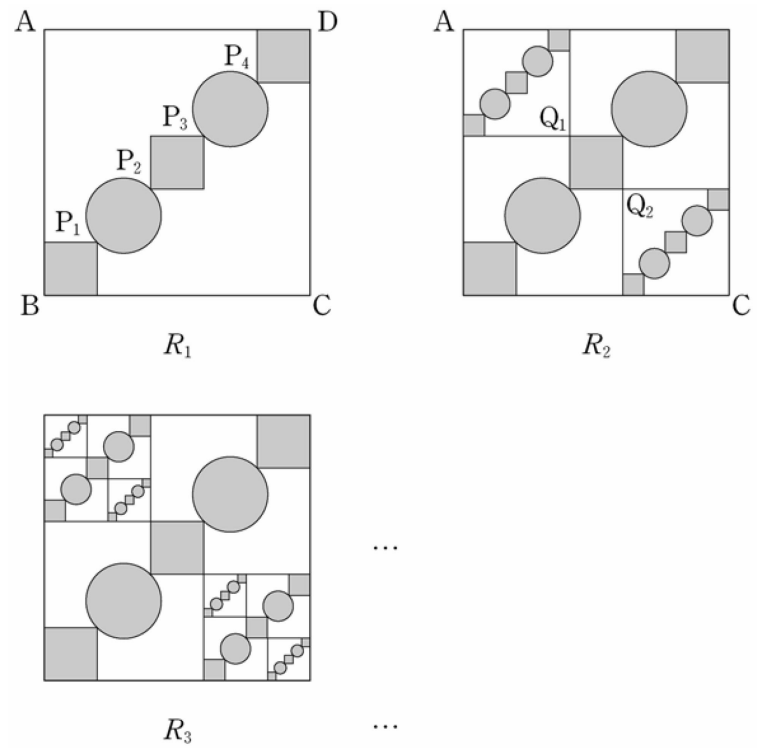 A D A
P₄
P₃ Q₁
P₂ Q₂
P₁
B C C
R₁ R₂
...
R₃ ...